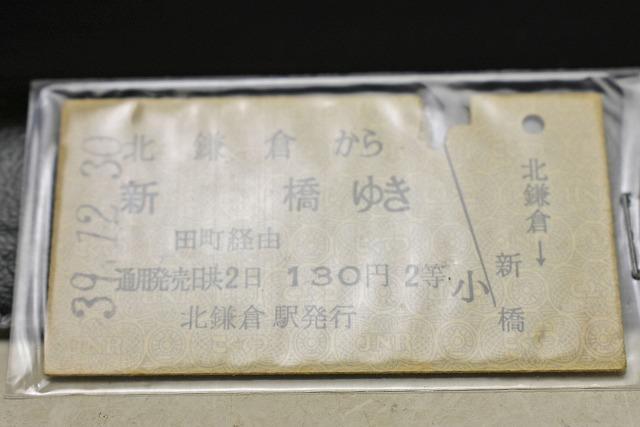 39.12.30
北鎌倉から
新橋ゆき
田町経由
通用発売日共2日 130円 2等
北鎌倉駅発行
小
北鎌倉→
新橋
JNR
JNR